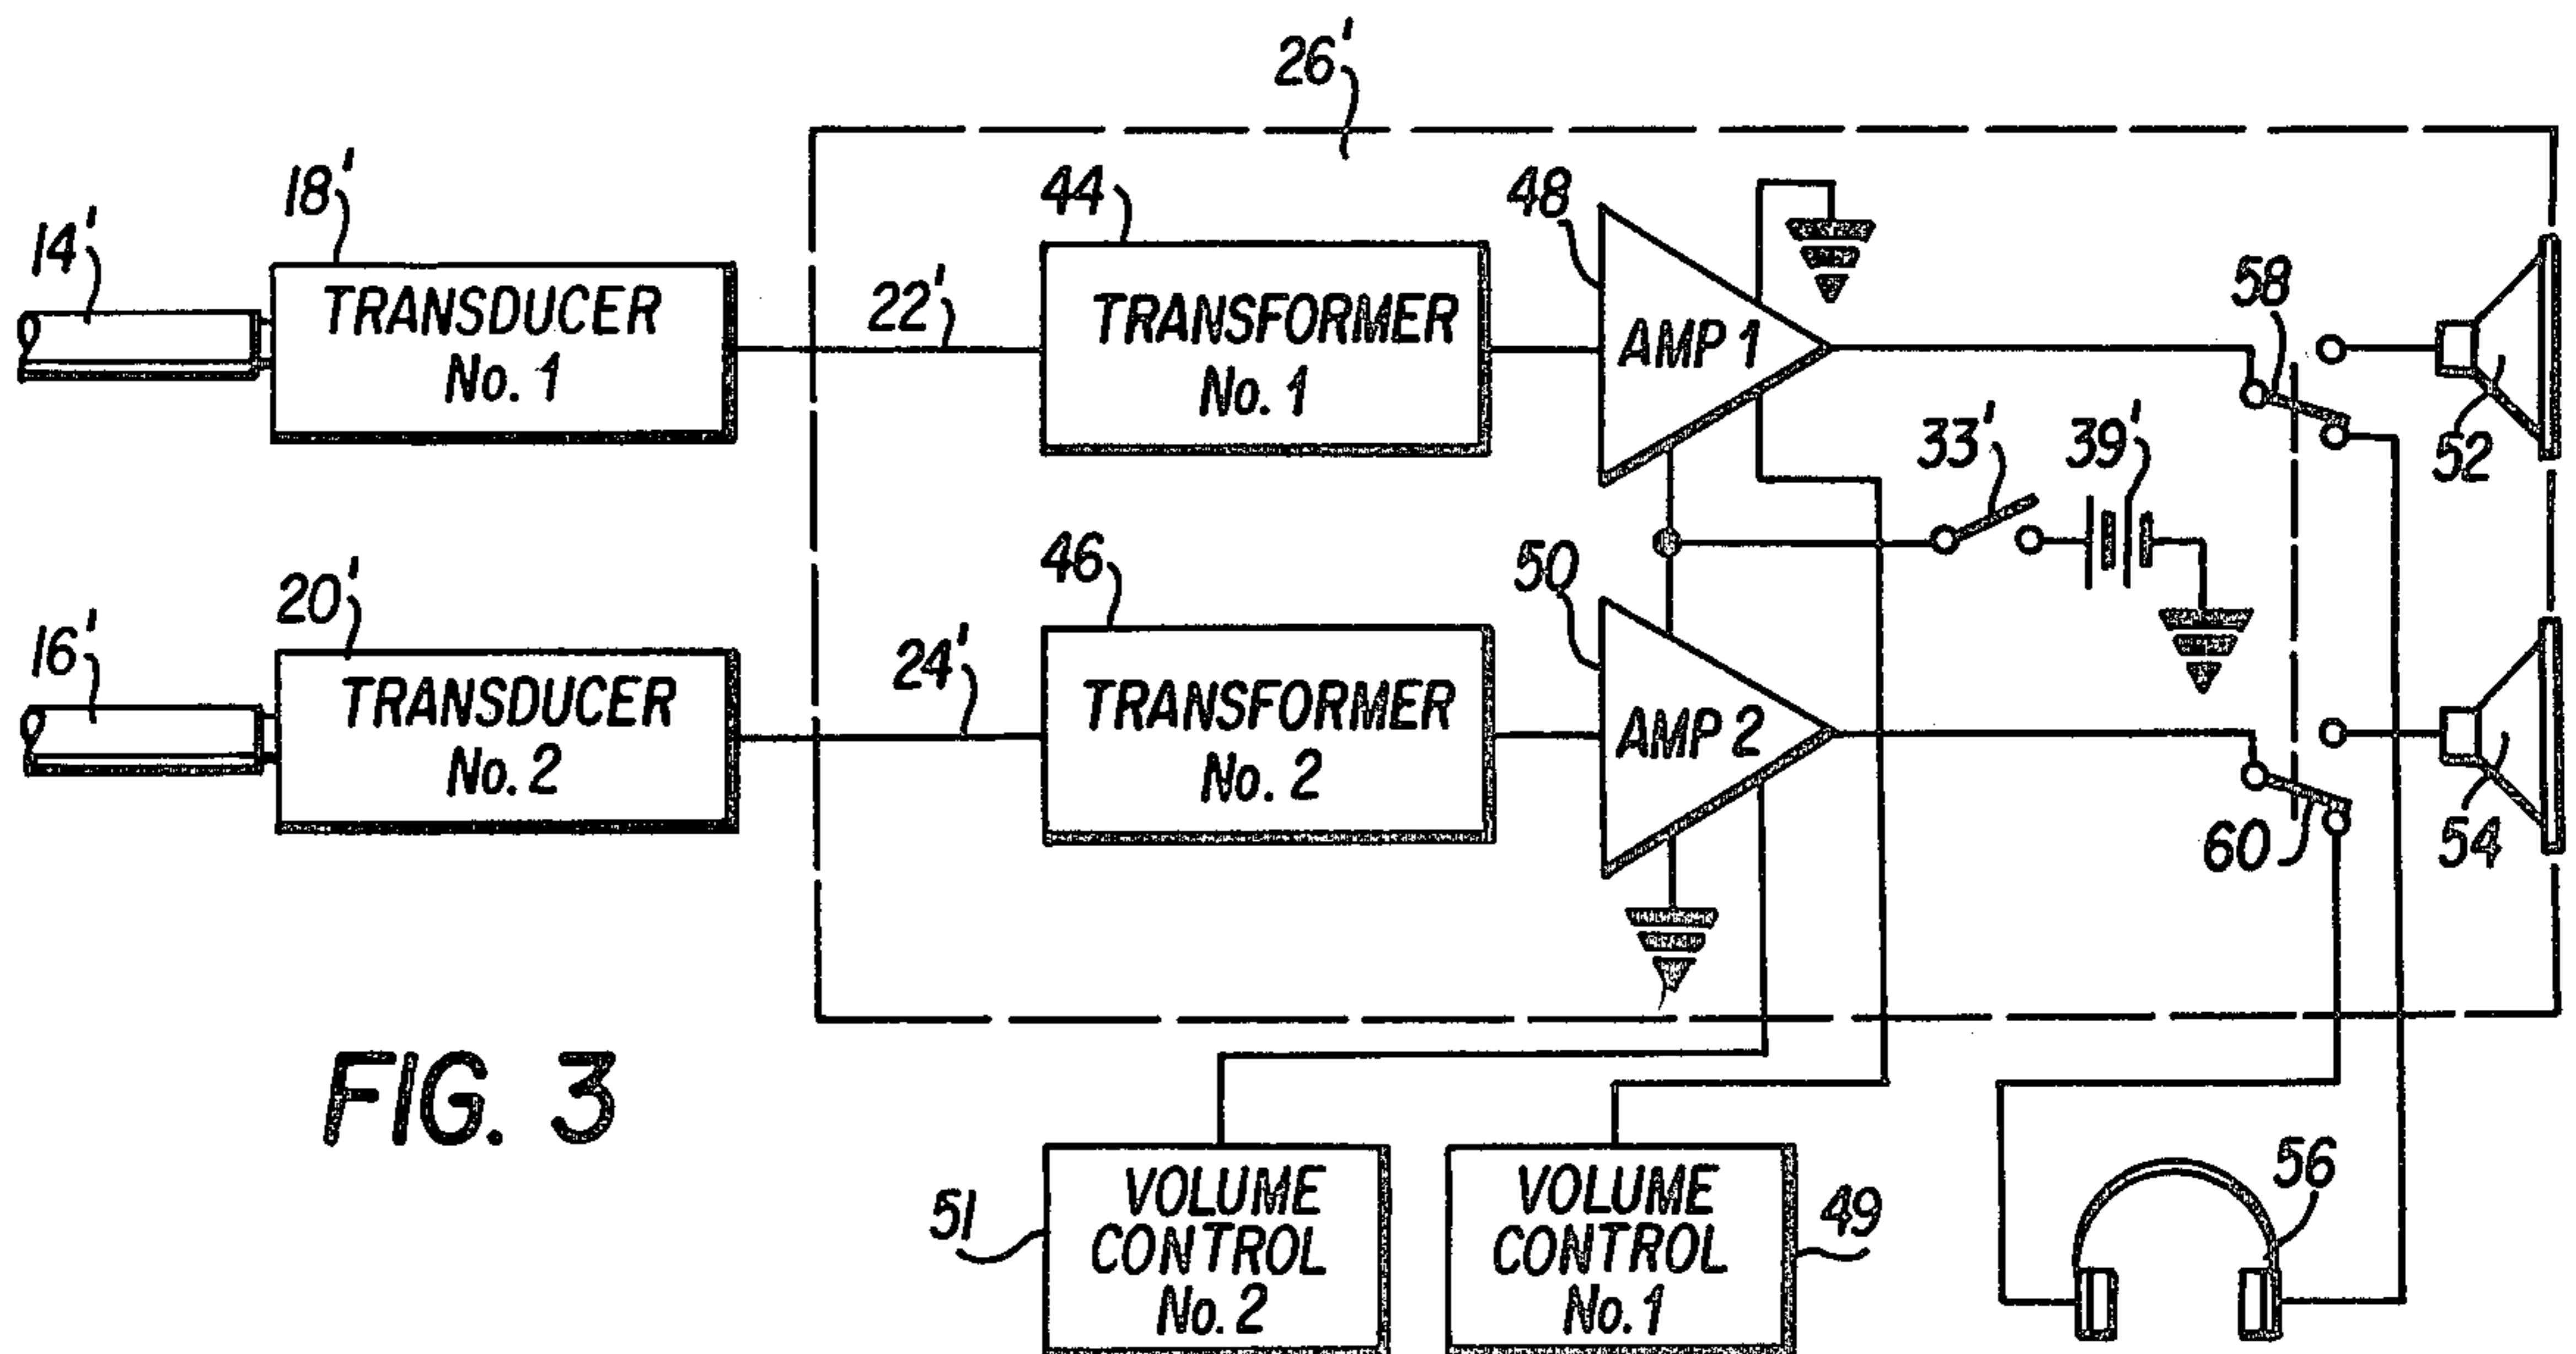 26'
18'
44
48
14'
TRANSDUCER
No. 1
22'
TRANSFORMER
No. 1
AMP 1
58
52
33'
39'
20'
46
50
16'
TRANSDUCER
No. 2
24'
TRANSFORMER
No. 2
AMP 2
60
54
FIG. 3
51
VOLUME
CONTROL
No. 2
VOLUME
CONTROL
No. 1
49
56